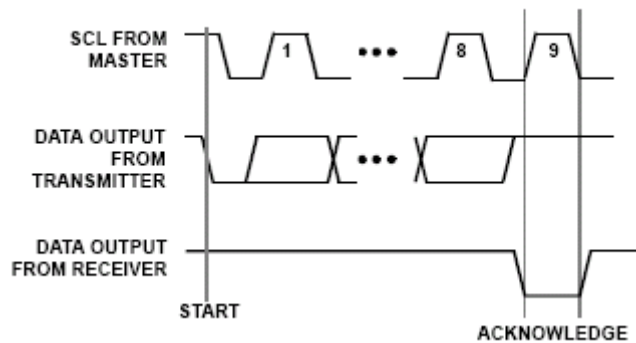 SCL FROM
MASTER
1
8
9
DATA OUTPUT
FROM
TRANSMITTER
DATA OUTPUT
FROM RECEIVER
START
ACKNOWLEDGE